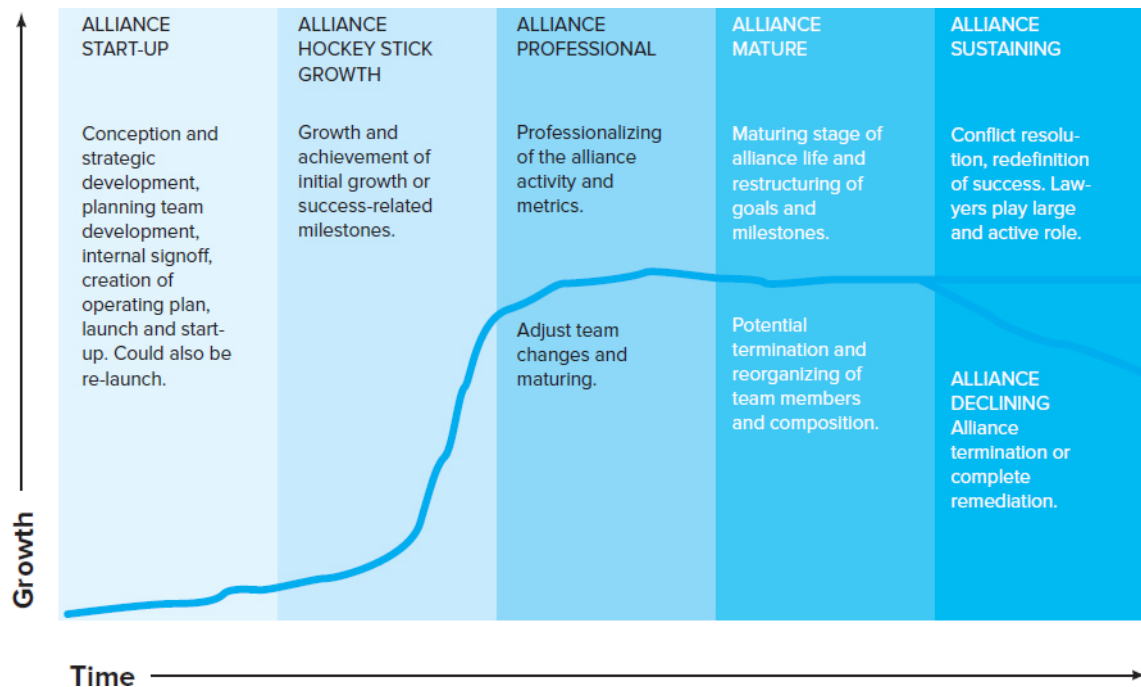 ALLIANCE
START-UP
Conception and
strategic
development,
planning team
development,
internal signoff,
creation of
operating plan,
launch and start-
up. Could also be
re-launch.
ALLIANCE
HOCKEY STICK
GROWTH
Growth and
achievement of
initial growth or
success-related
milestones.
ALLIANCE
PROFESSIONAL
Professionalizing
of the alliance
activity and
metrics.
Adjust team
changes and
maturing.
ALLIANCE
MATURE
Maturing stage of
alliance life and
restructuring of
goals and
milestones.
Potential
termination and
reorganizing of
team members
and composition.
ALLIANCE
SUSTAINING
Conflict resolu-
tion, redefinition
of success. Law-
yers play large
and active role.
ALLIANCE
DECLINING
Alliance
termination or
complete
remediation.
Growth
Time